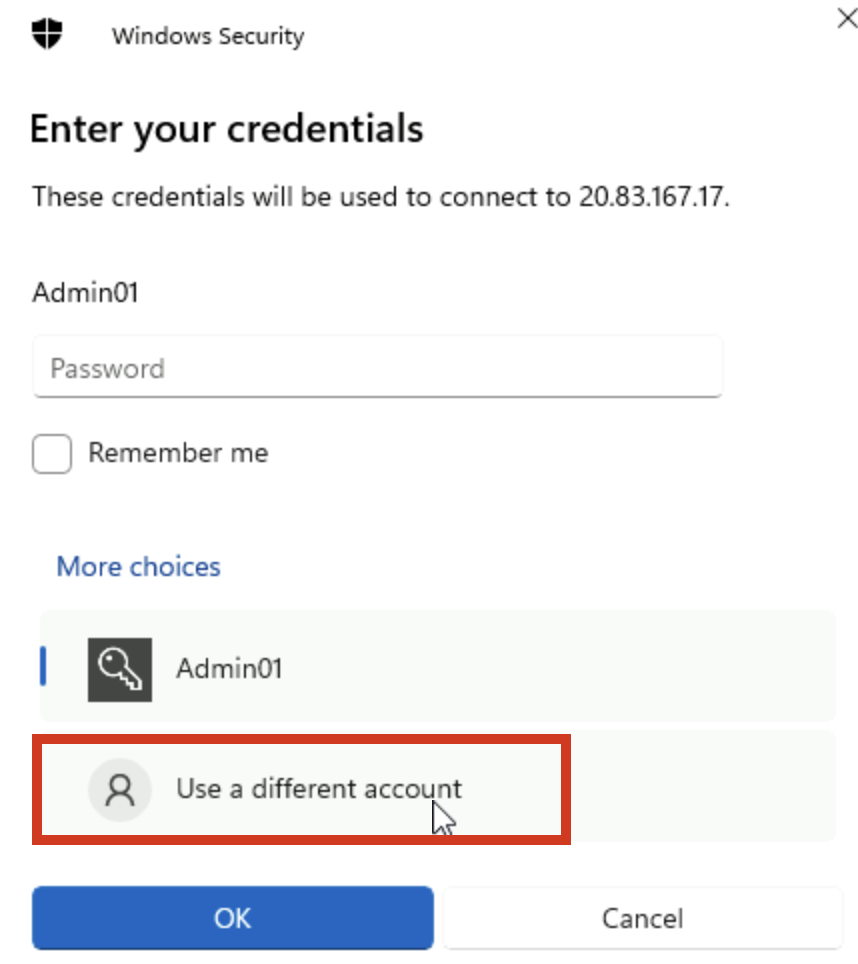 Windows Security
Enter your credentials
These credentials will be used to connect to 20.83.167.17.
Admin01
Password
Remember me
More choices
Admin01
Use a different account
OK
Cancel